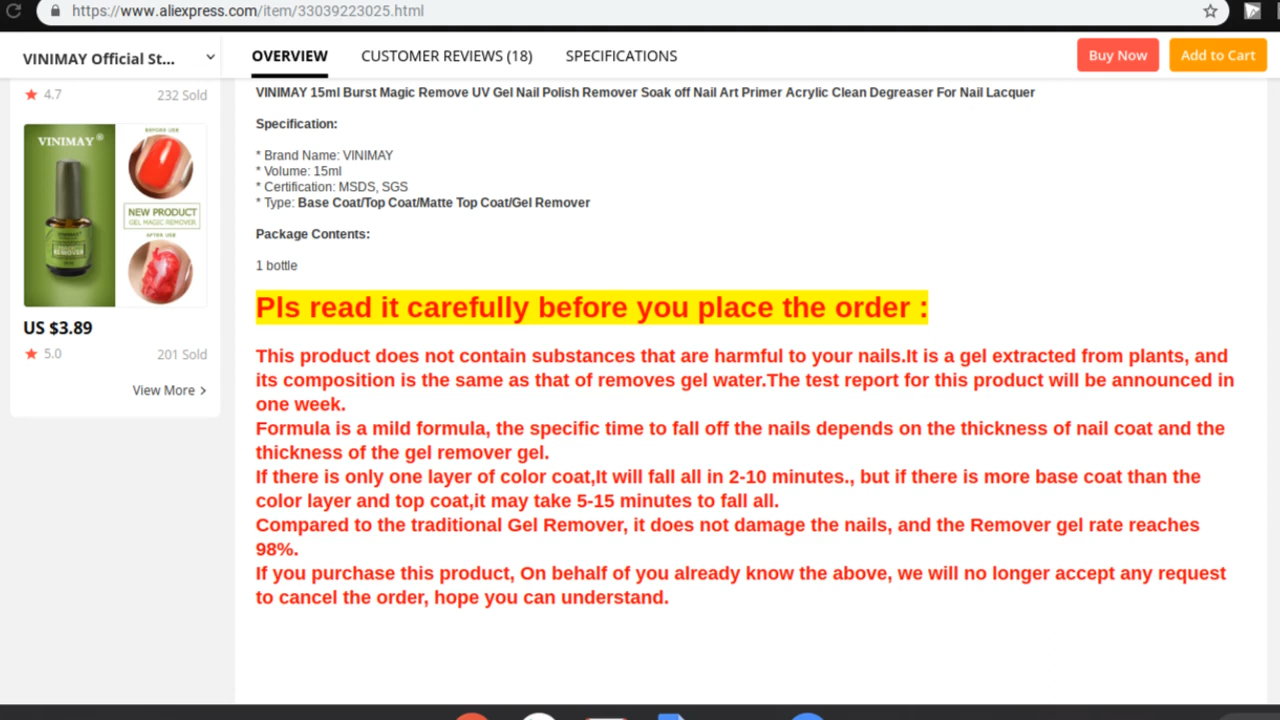 https://www.aliexpress.com/item/33039223025.html
VINIMAY Official St...
OVERVIEW
CUSTOMER REVIEWS (18)
SPECIFICATIONS
Buy Now
Add to Cart
4.7
232 Sold
VINIMAY®
BEFORE USE
NEW PRODUCT
GEL MAGIC REMOVER
AFTER USE
VINIMAY
REMOVER
US $3.89
5.0
201 Sold
View More >
VINIMAY 15ml Burst Magic Remove UV Gel Nail Polish Remover Soak off Nail Art Primer Acrylic Clean Degreaser For Nail Lacquer
Specification:
* Brand Name: VINIMAY
* Volume: 15ml
* Certification: MSDS, SGS
* Type: Base Coat/Top Coat/Matte Top Coat/Gel Remover
Package Contents:
1 bottle
Pls read it carefully before you place the order :
This product does not contain substances that are harmful to your nails.It is a gel extracted from plants, and
its composition is the same as that of removes gel water.The test report for this product will be announced in
one week.
Formula is a mild formula, the specific time to fall off the nails depends on the thickness of nail coat and the
thickness of the gel remover gel.
If there is only one layer of color coat,It will fall all in 2-10 minutes., but if there is more base coat than the
color layer and top coat,it may take 5-15 minutes to fall all.
Compared to the traditional Gel Remover, it does not damage the nails, and the Remover gel rate reaches
98%.
If you purchase this product, On behalf of you already know the above, we will no longer accept any request
to cancel the order, hope you can understand.